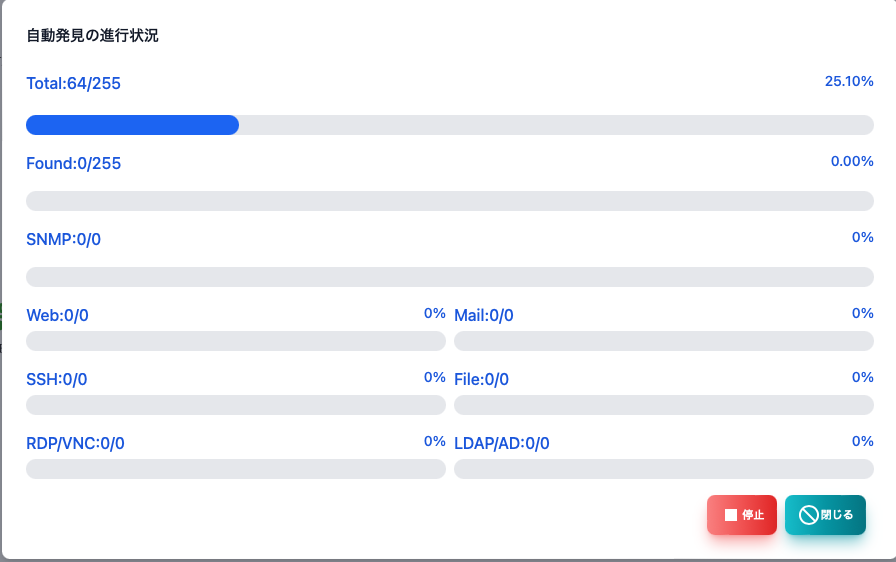 自動発見の進行状況
Total:64/255 25.10%
Found:0/255 0.00%
SNMP:0/0 0%
Web:0/0 0% Mail:0/0 0%
SSH:0/0 0% File:0/0 0%
RDP/VNC:0/0 0% LDAP/AD:0/0 0%
停止 閉じる